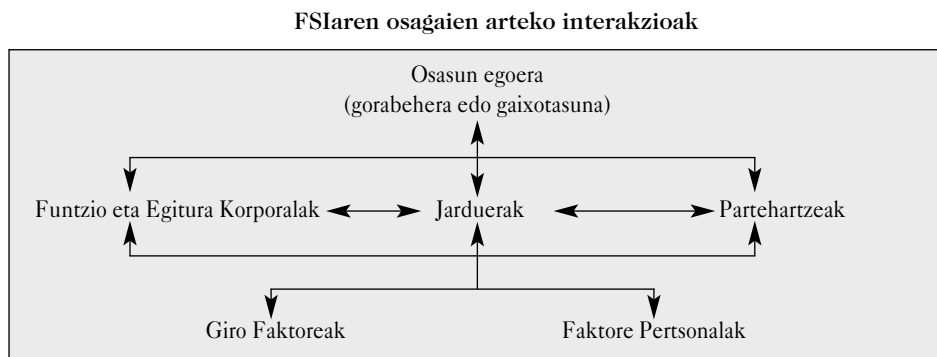 FSIaren osagaien arteko interakzioak
Osasun egoera
(gorabehera edo gaixotasuna)
Funtzio eta Egitura Korporalak
Jarduerak
Partehartzeak
Giro Faktoreak
Faktore Pertsonalak